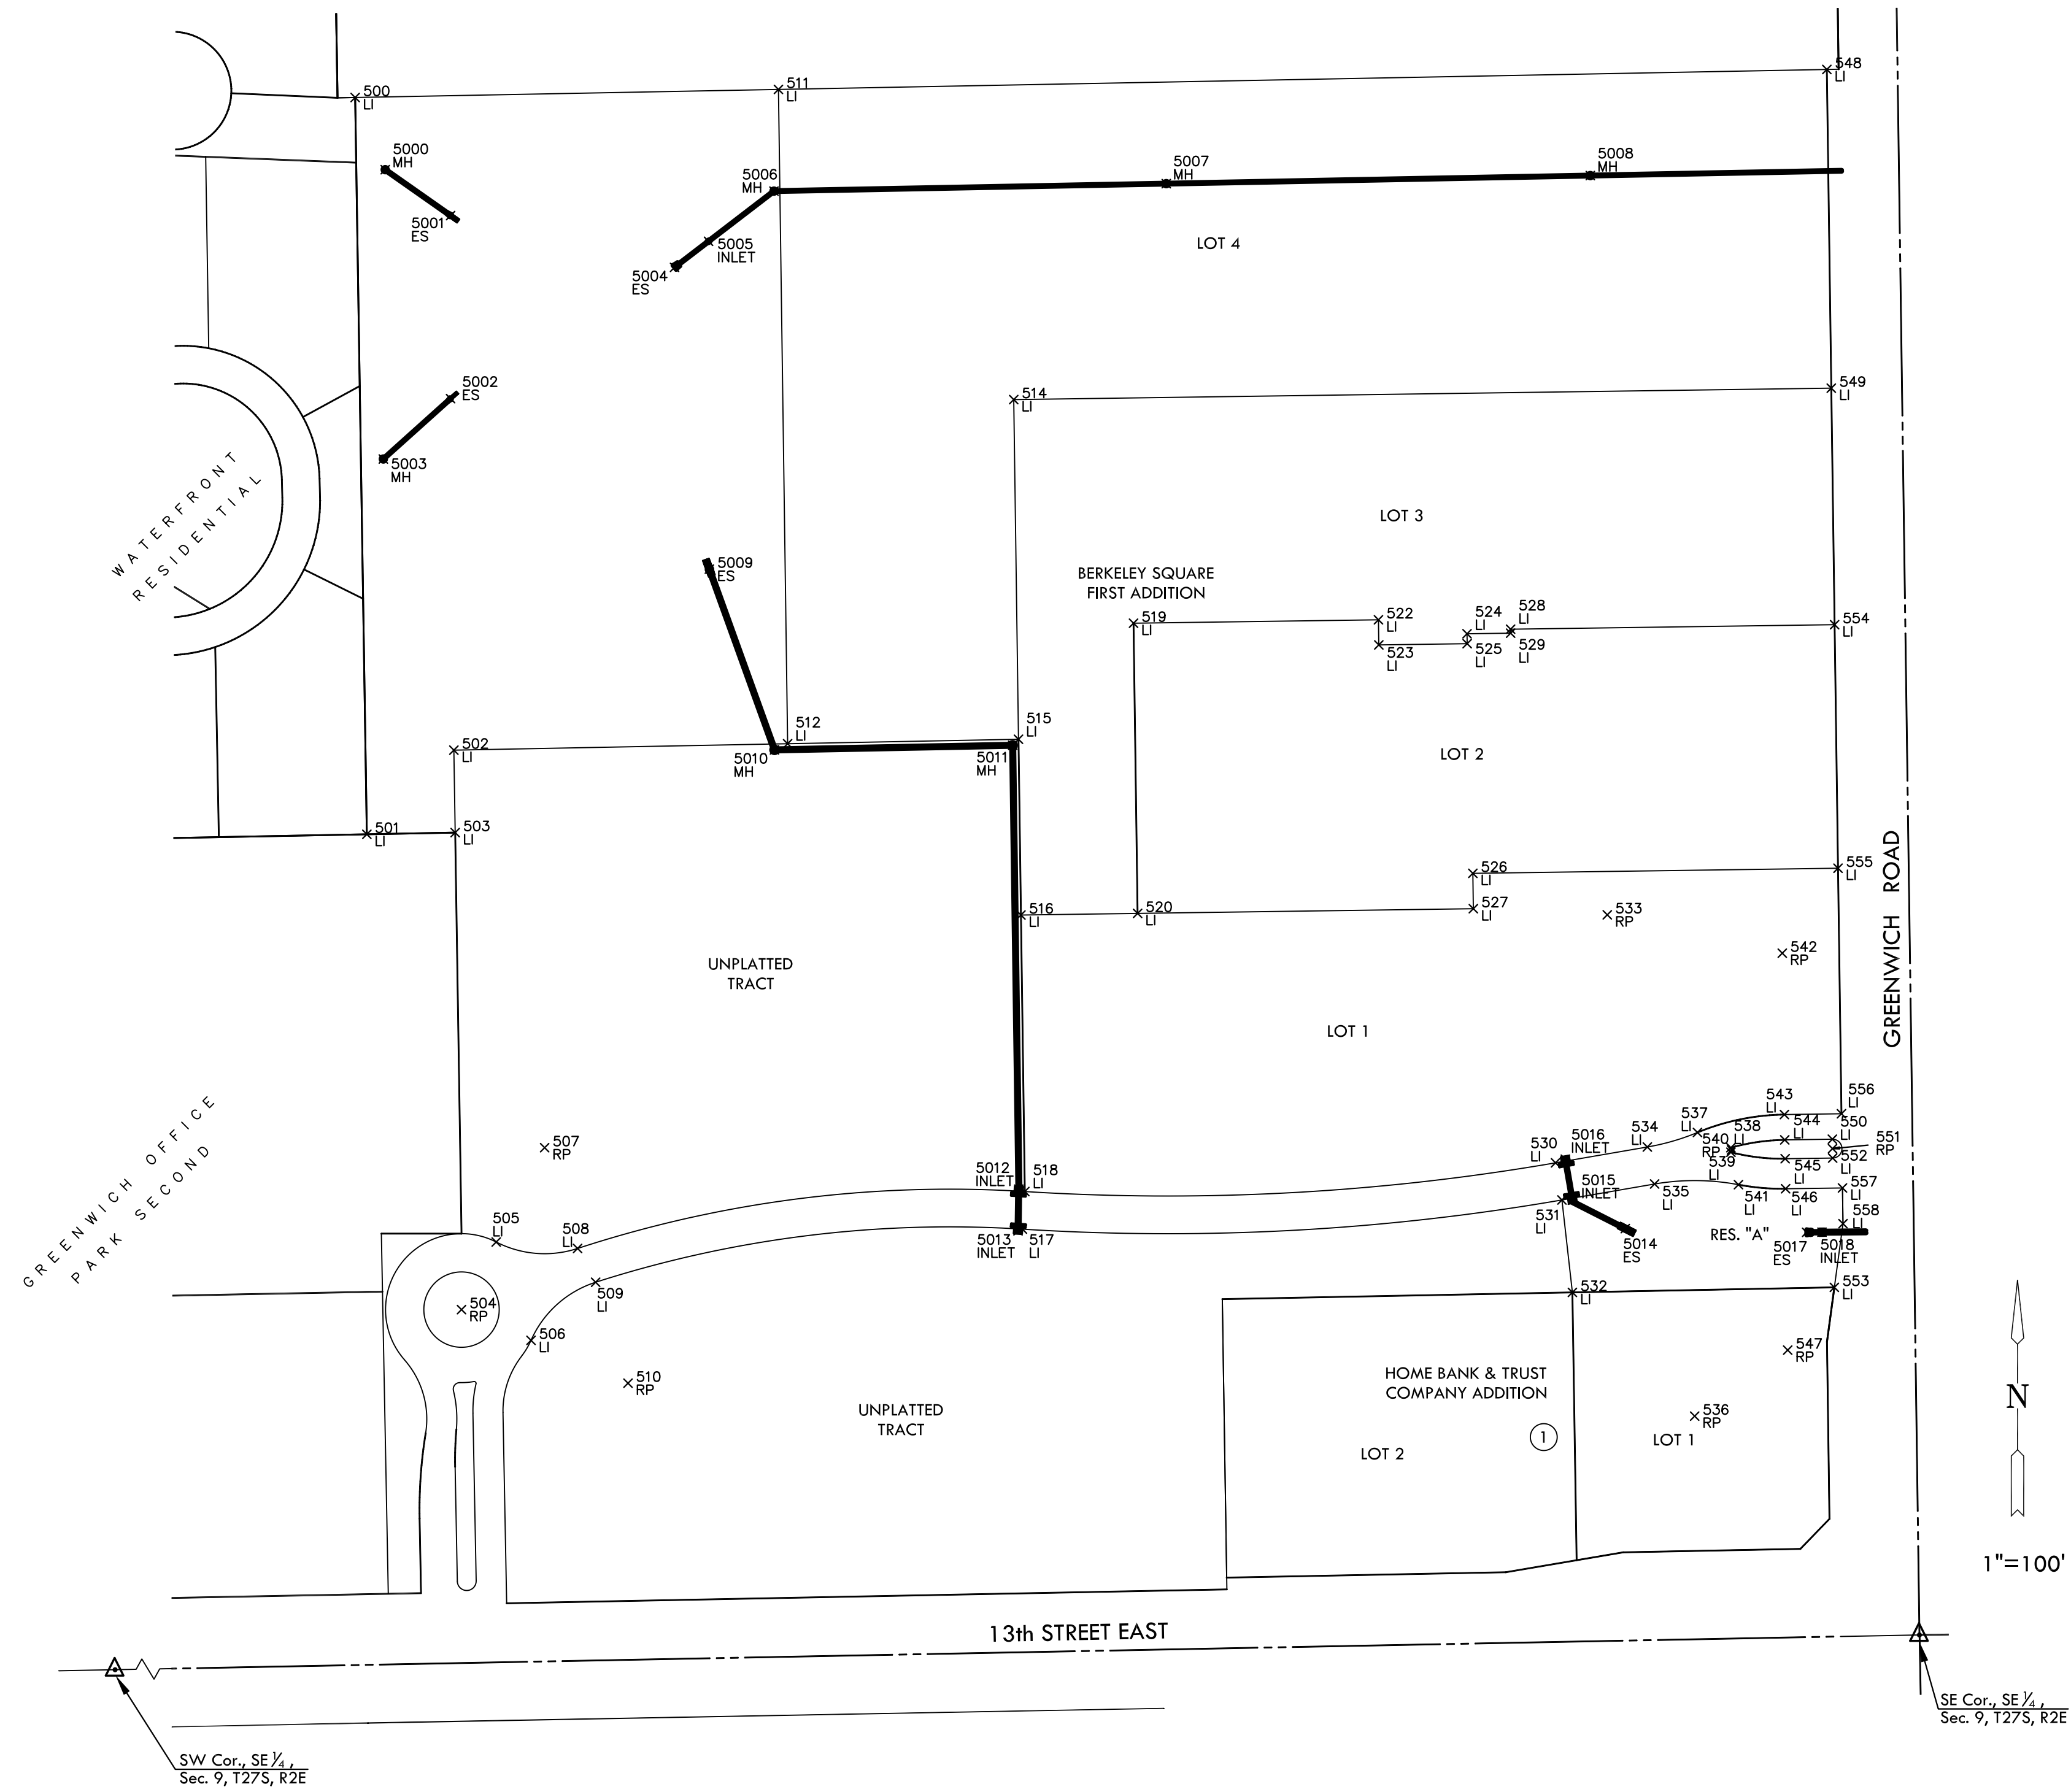 548
LI
511
LI
500
LI
5000
MH
5001
ES
5006
MH
5007
MH
5008
MH
5005
INLET
5004
ES
LOT 4
5002
ES
5003
MH
514
LI
549
LI
WATERFRONT
RESIDENTIAL
LOT 3
5009
ES
BERKELEY SQUARE
FIRST ADDITION
519
LI
522
LI
523
LI
524
LI
525
LI
528
LI
529
LI
554
LI
512
LI
515
LI
502
LI
5010
MH
5011
MH
LOT 2
501
LI
503
LI
526
LI
527
LI
555
LI
516
LI
520
LI
533
RP
542
RP
GREENWICH ROAD
UNPLATTED
TRACT
LOT 1
GREENWICH OFFICE
PARK SECOND
507
RP
5012
INLET
518
LI
530
LI
5016
INLET
534
LI
537
LI
540
RP
538
LI
543
LI
544
LI
556
LI
550
LI
551
RP
552
LI
539
LI
545
LI
505
LI
508
LI
5013
INLET
517
LI
531
LI
5015
INLET
535
LI
541
LI
546
LI
557
LI
558
LI
5014
ES
RES. "A"
5017
ES
5018
INLET
504
RP
509
LI
506
LI
532
LI
553
LI
510
RP
547
RP
UNPLATTED
TRACT
HOME BANK & TRUST
COMPANY ADDITION
1
536
RP
LOT 1
LOT 2
N
1"=100'
13th STREET EAST
SE Cor., SE 1/4,
Sec. 9, T27S, R2E
SW Cor., SE 1/4,
Sec. 9, T27S, R2E